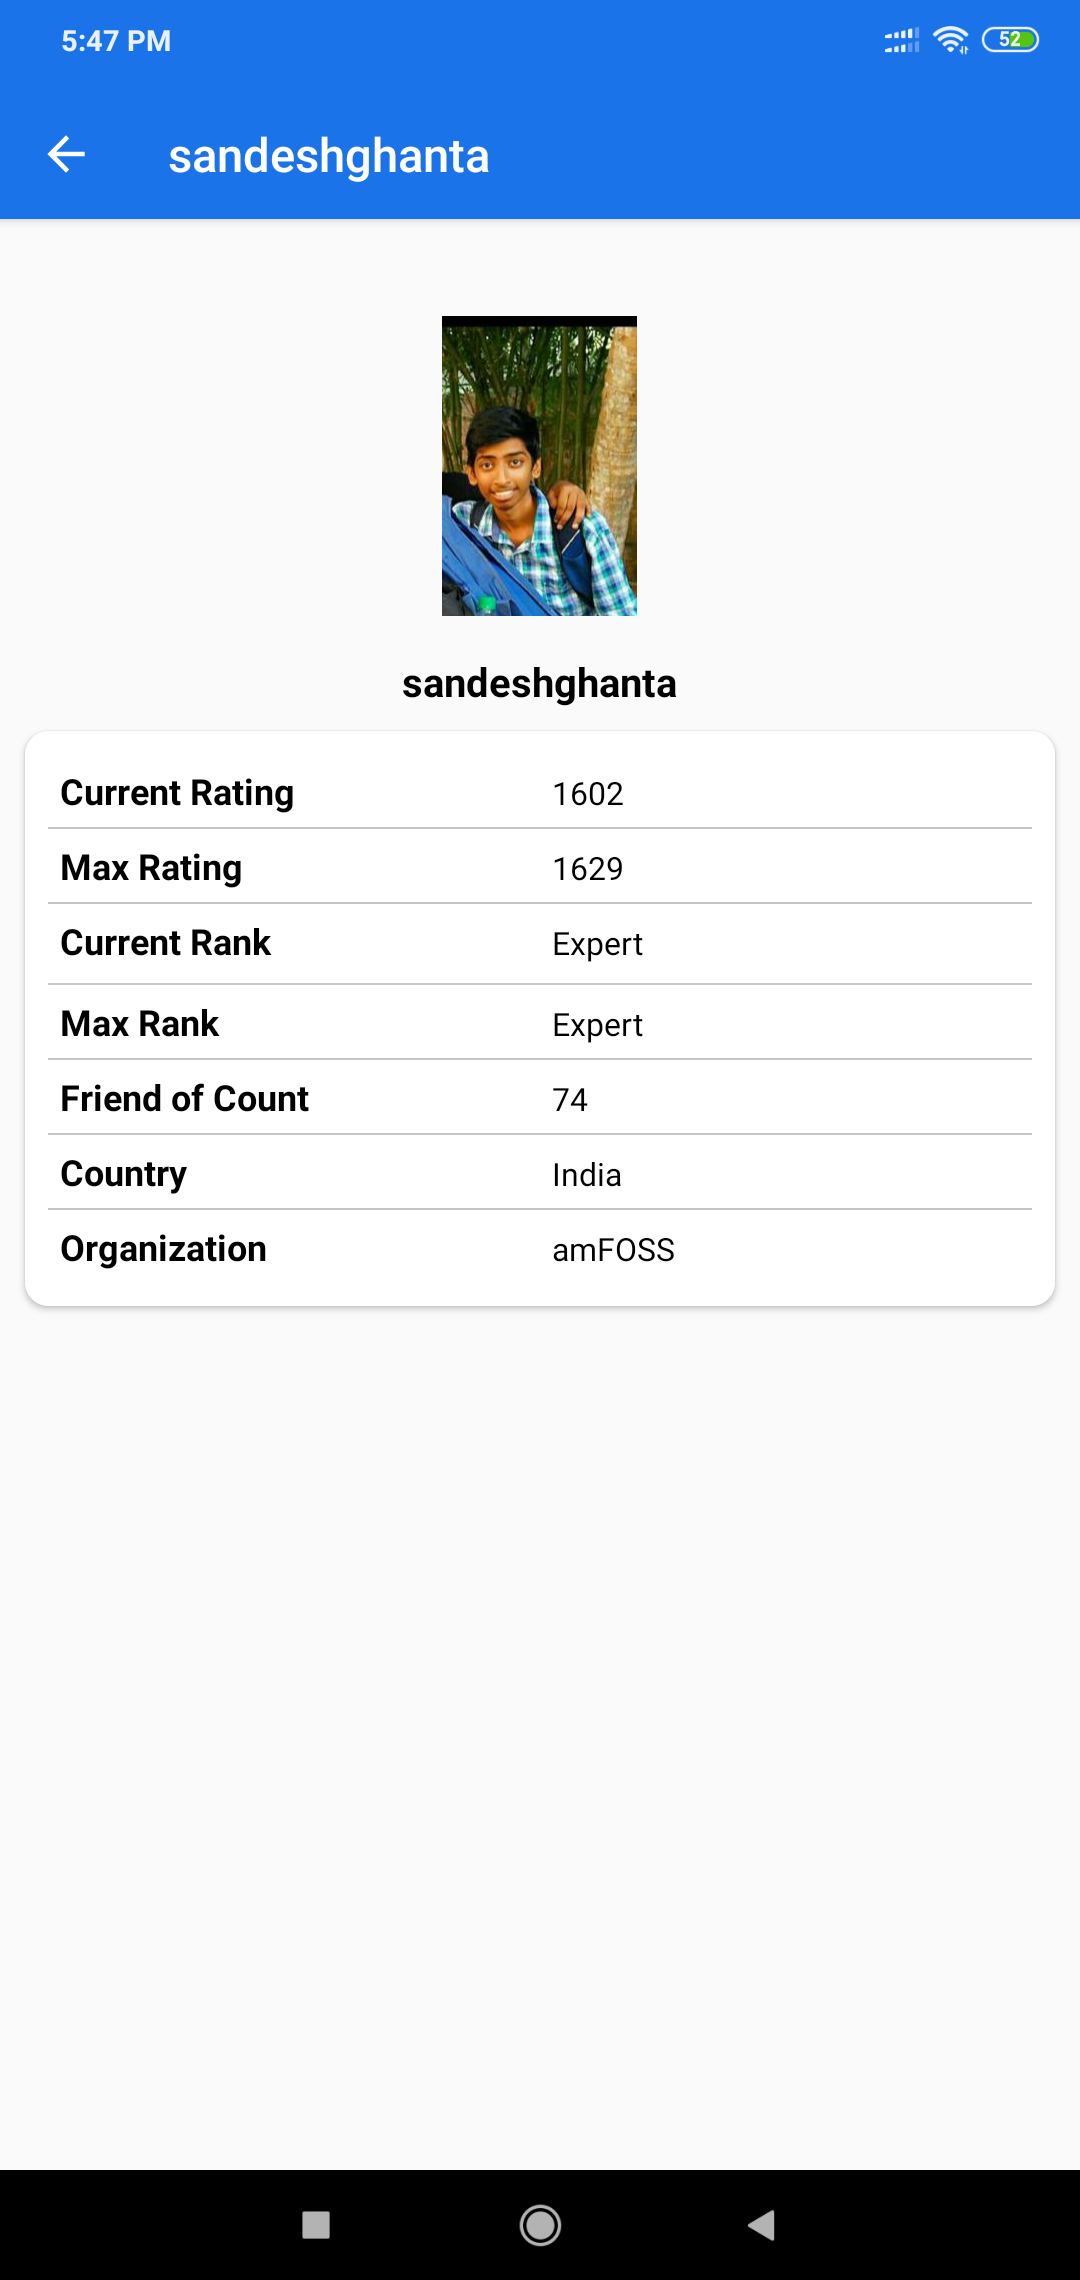 5:47 PM
52
sandeshghanta
sandeshghanta
Current Rating 1602
Max Rating 1629
Current Rank Expert
Max Rank Expert
Friend of Count 74
Country India
Organization amFOSS